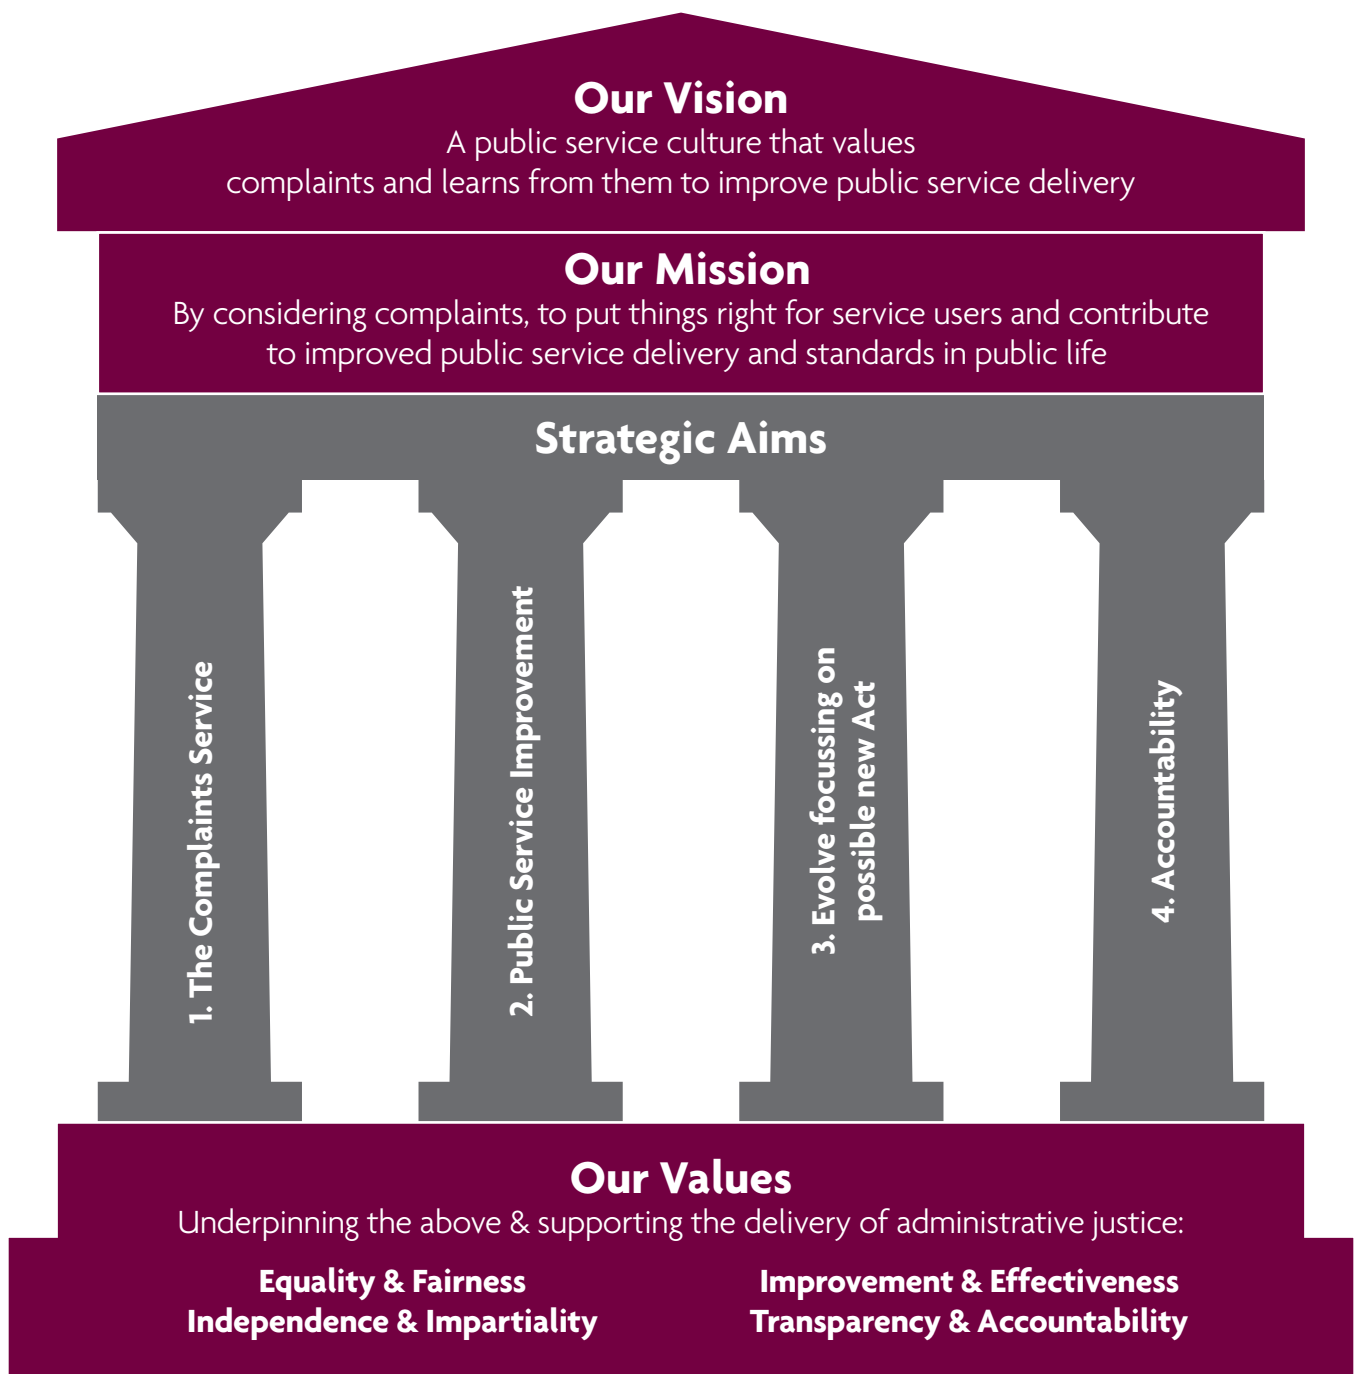 Our Vision
A public service culture that values
complaints and learns from them to improve public service delivery
Our Mission
By considering complaints, to put things right for service users and contribute
to improved public service delivery and standards in public life
Strategic Aims
1. The Complaints Service
2. Public Service Improvement
3. Evolve focussing on
possible new Act
4. Accountability
Our Values
Underpinning the above & supporting the delivery of administrative justice:
Equality & Fairness
Independence & Impartiality
Improvement & Effectiveness
Transparency & Accountability